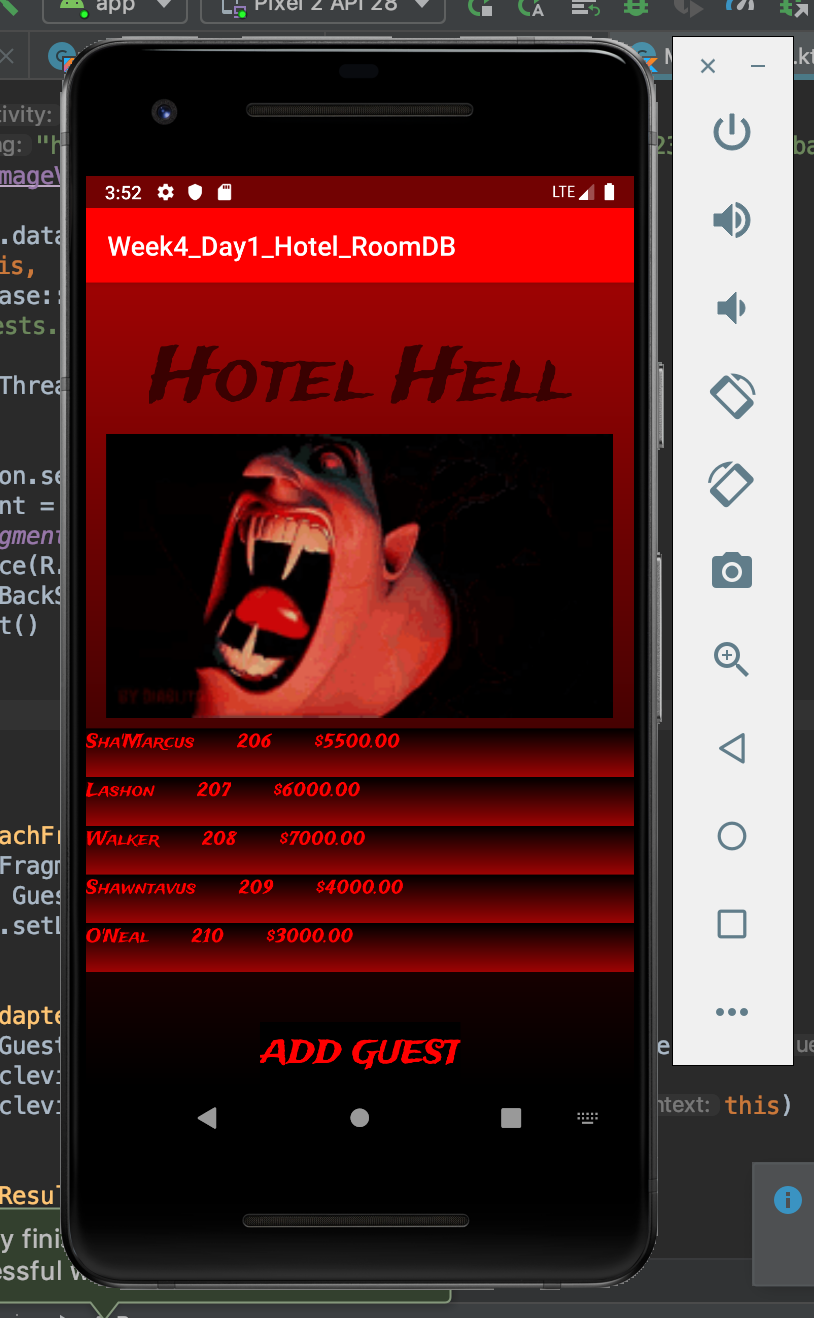 app
Pixel 2 API 28
tivity:
ng: "h
mageV
.data
is,
ase::
ests.
Threa
on.se
nt =
gment
ce(R.
BackS
t()
achFr
Fragm
Gues
.setL
dapte
Guest
clevi
clevi
ntext: this)
Resul
y finis
essful w
3:52
LTE
Week4_Day1_Hotel_RoomDB
Hotel Hell
Sha'Marcus 206 $5500.00
Lashon 207 $6000.00
Walker 208 $7000.00
Shawntavus 209 $4000.00
O'Neal 210 $3000.00
ADD GUEST